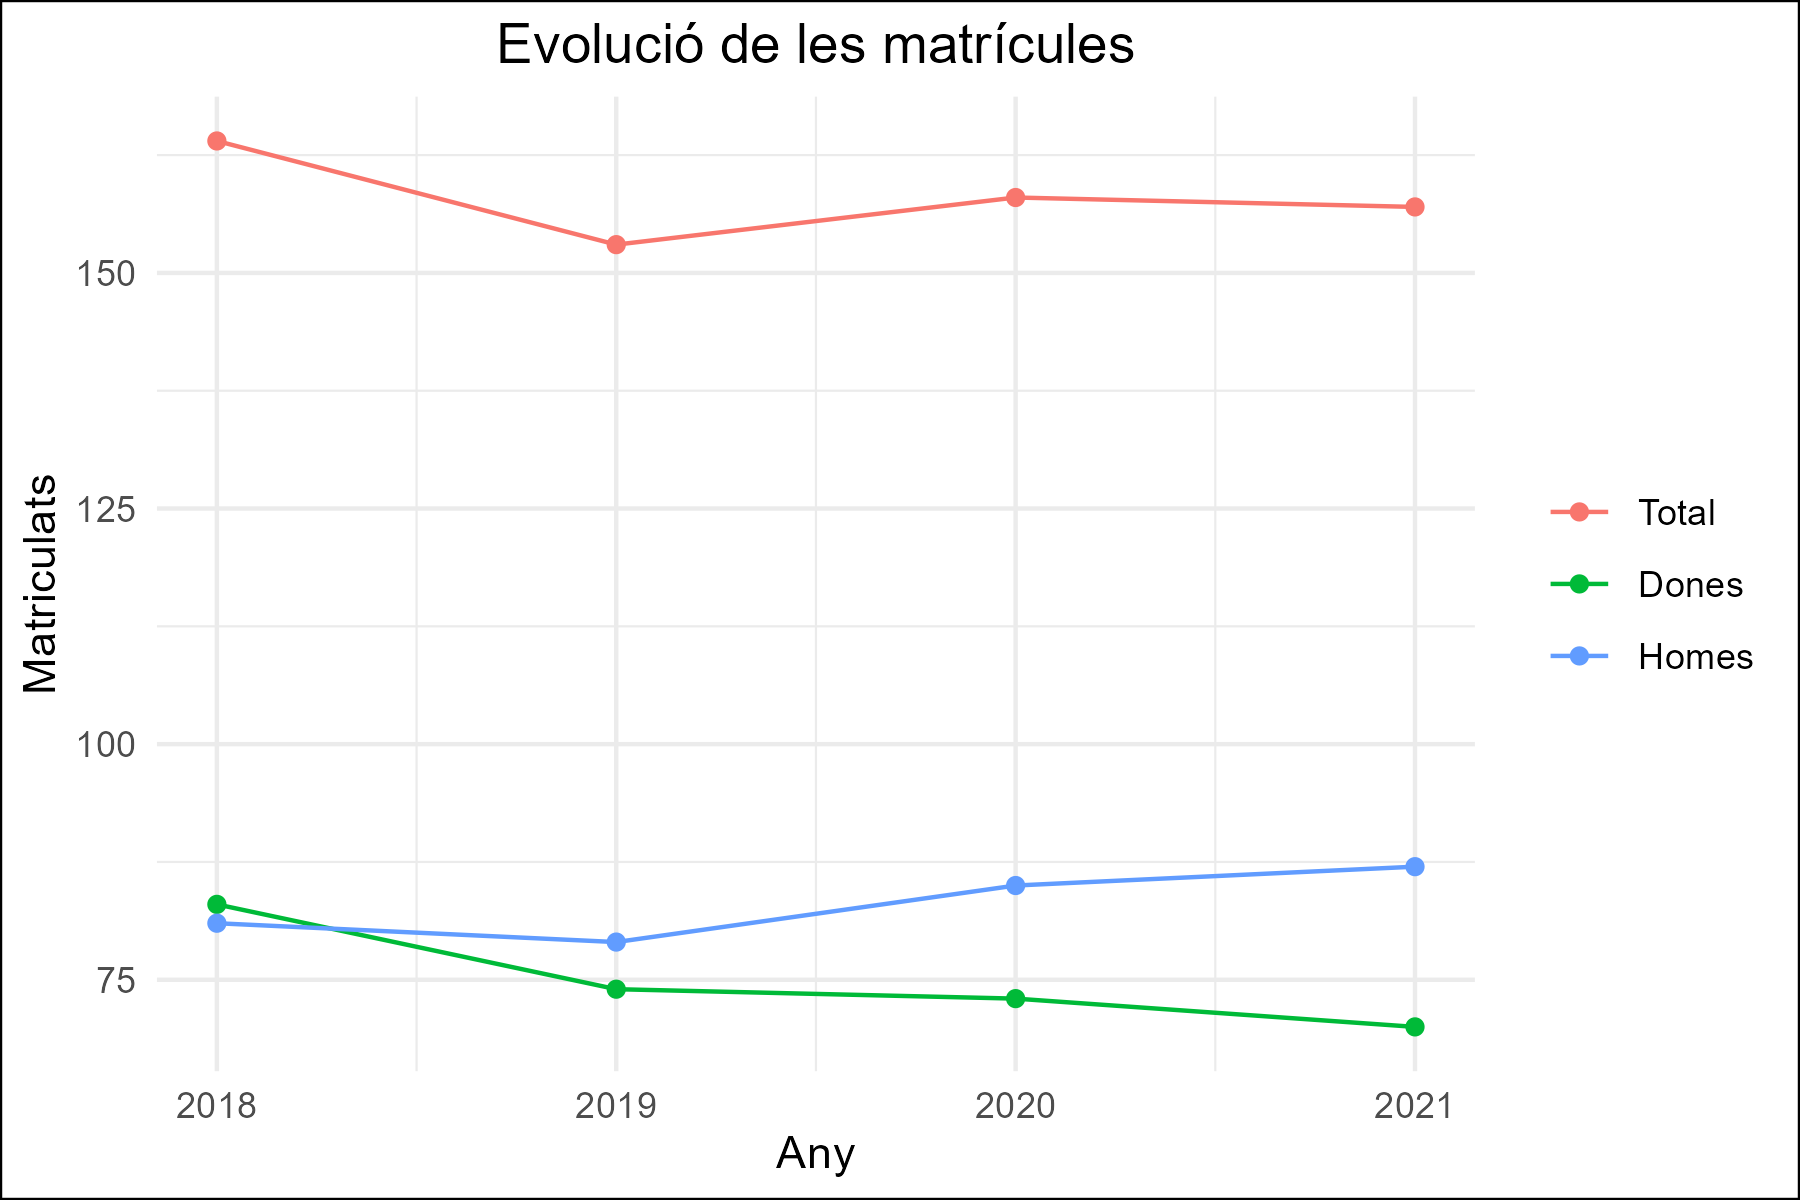 Evolució de les matrícules
Matriculats
150
125
100
75
2018
2019
2020
2021
Any
Total
Dones
Homes